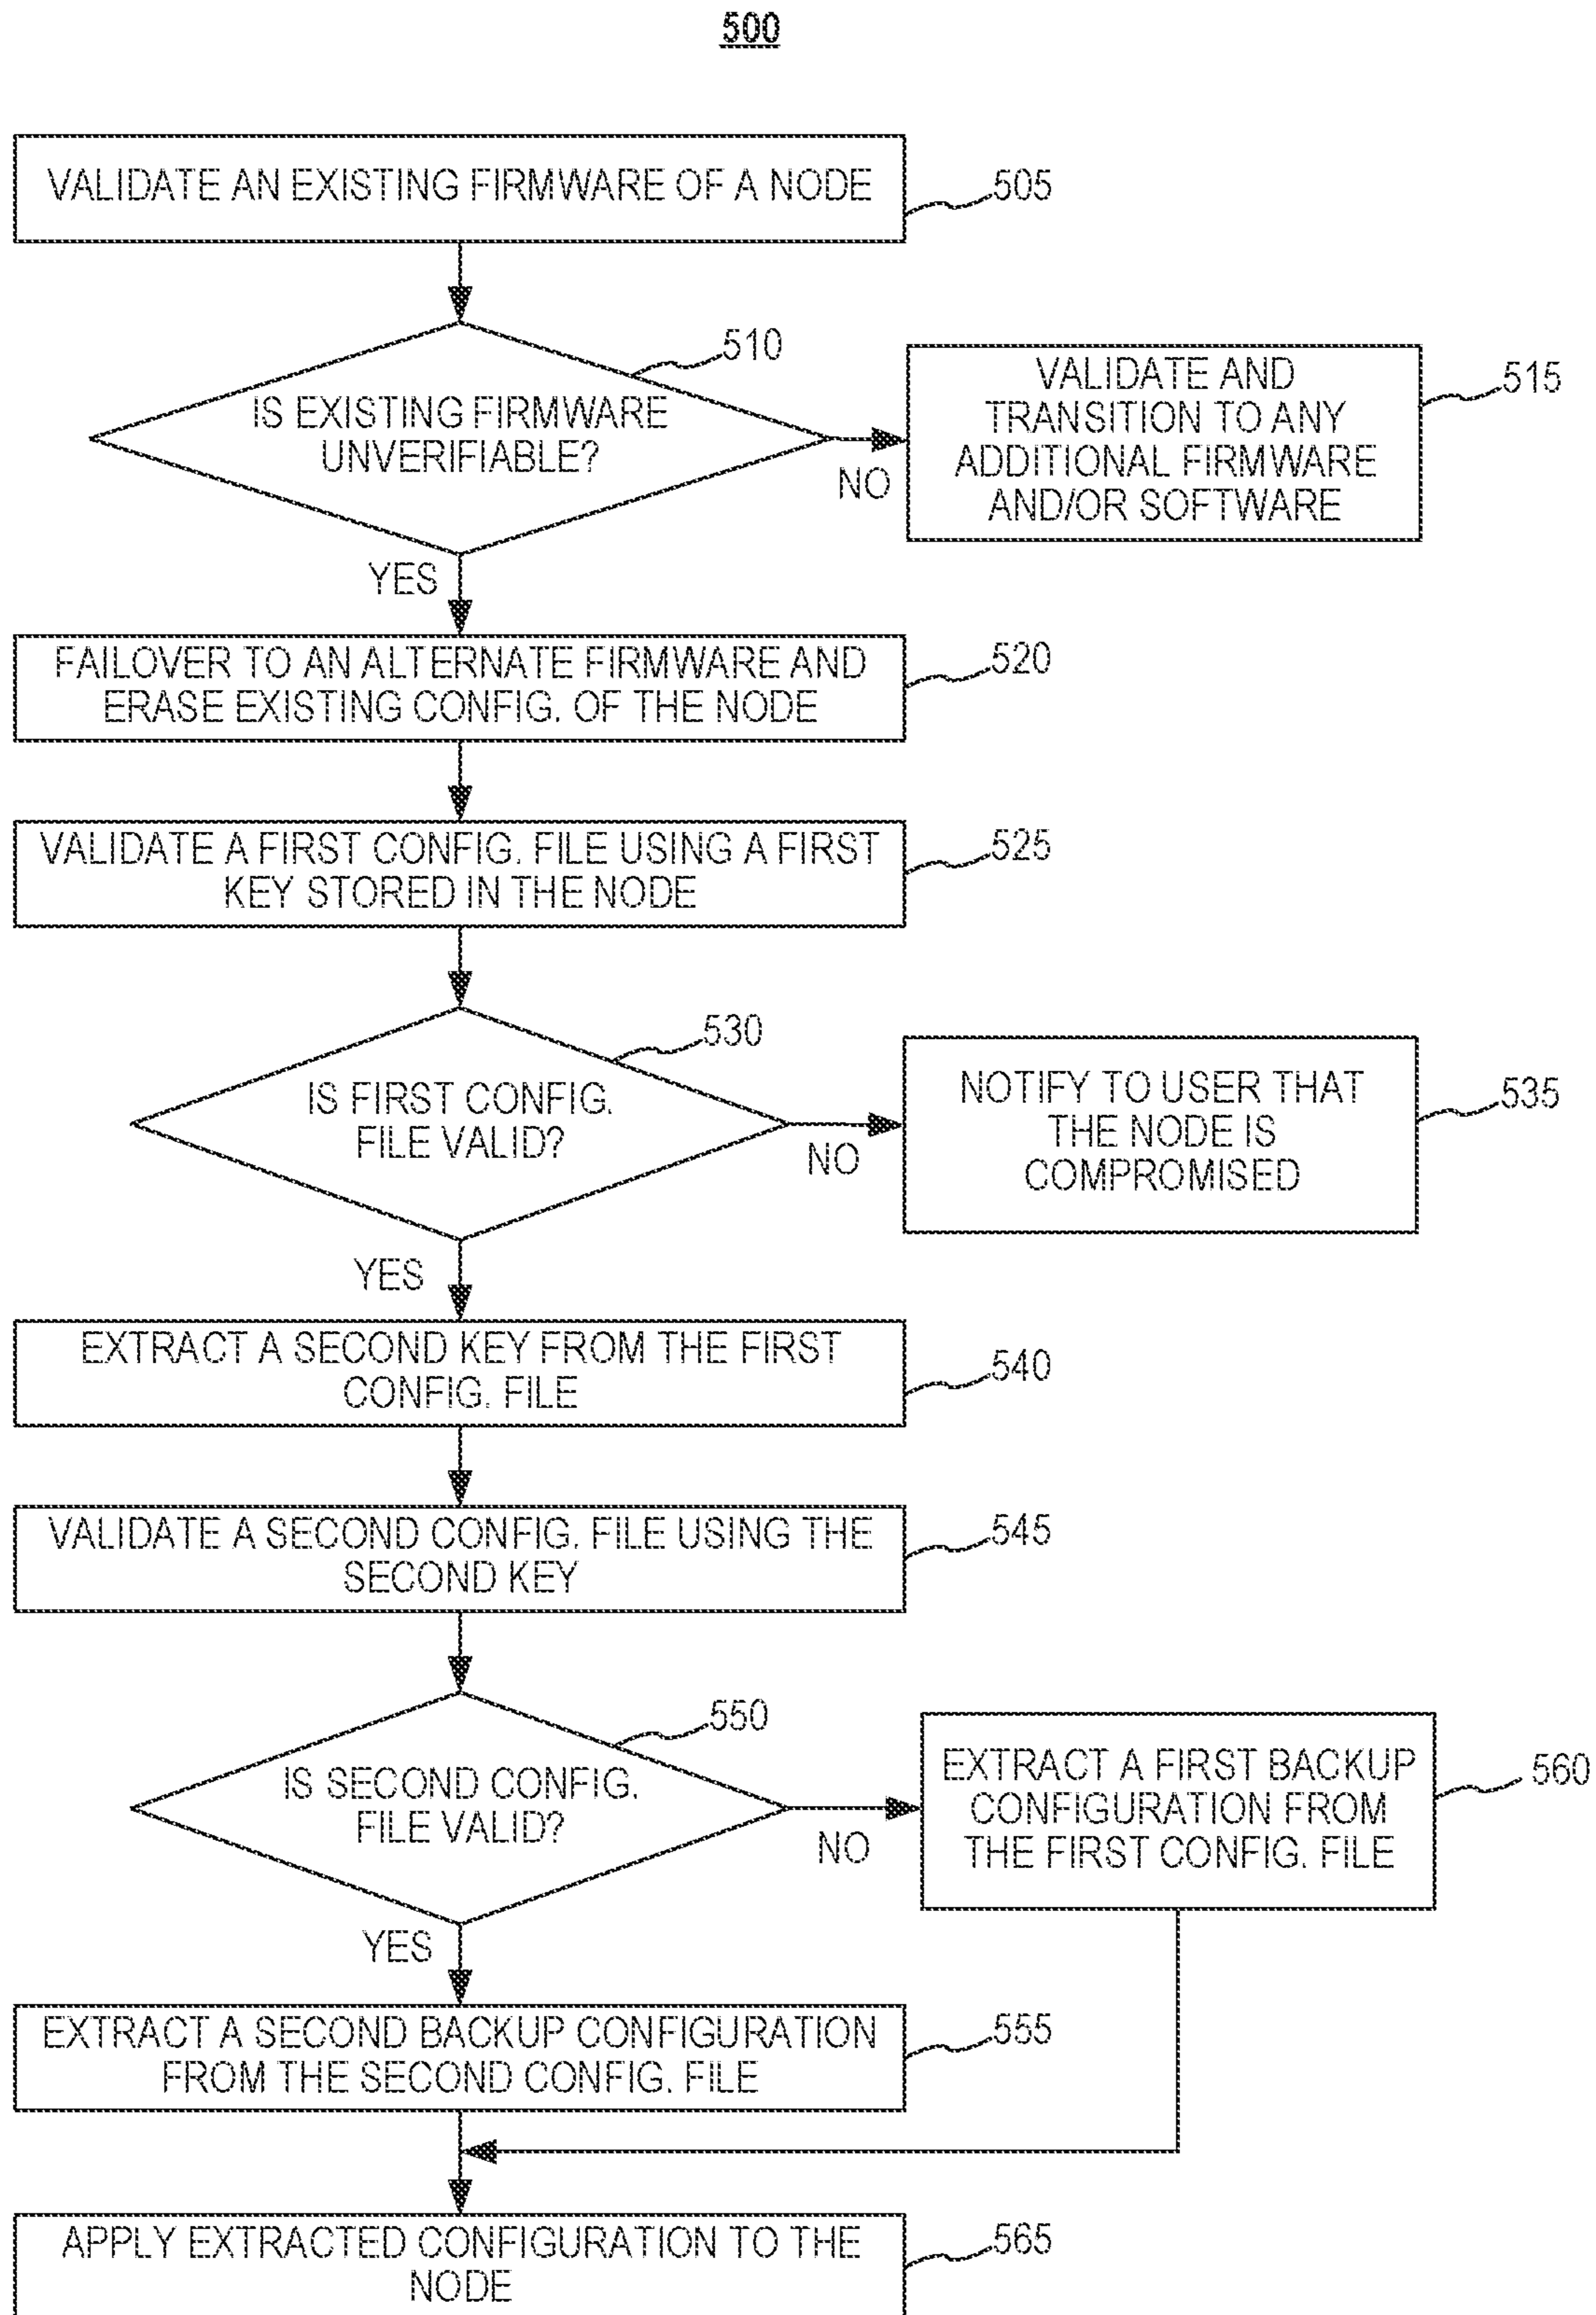 500
VALIDATE AN EXISTING FIRMWARE OF A NODE
505
510
IS EXISTING FIRMWARE
UNVERIFIABLE?
NO
VALIDATE AND
TRANSITION TO ANY
ADDITIONAL FIRMWARE
AND/OR SOFTWARE
515
YES
FAILOVER TO AN ALTERNATE FIRMWARE AND
ERASE EXISTING CONFIG. OF THE NODE
520
VALIDATE A FIRST CONFIG. FILE USING A FIRST
KEY STORED IN THE NODE
525
530
IS FIRST CONFIG.
FILE VALID?
NO
NOTIFY TO USER THAT
THE NODE IS
COMPROMISED
535
YES
EXTRACT A SECOND KEY FROM THE FIRST
CONFIG. FILE
540
VALIDATE A SECOND CONFIG. FILE USING THE
SECOND KEY
545
550
IS SECOND CONFIG.
FILE VALID?
NO
EXTRACT A FIRST BACKUP
CONFIGURATION FROM
THE FIRST CONFIG. FILE
560
YES
EXTRACT A SECOND BACKUP CONFIGURATION
FROM THE SECOND CONFIG. FILE
555
APPLY EXTRACTED CONFIGURATION TO THE
NODE
565